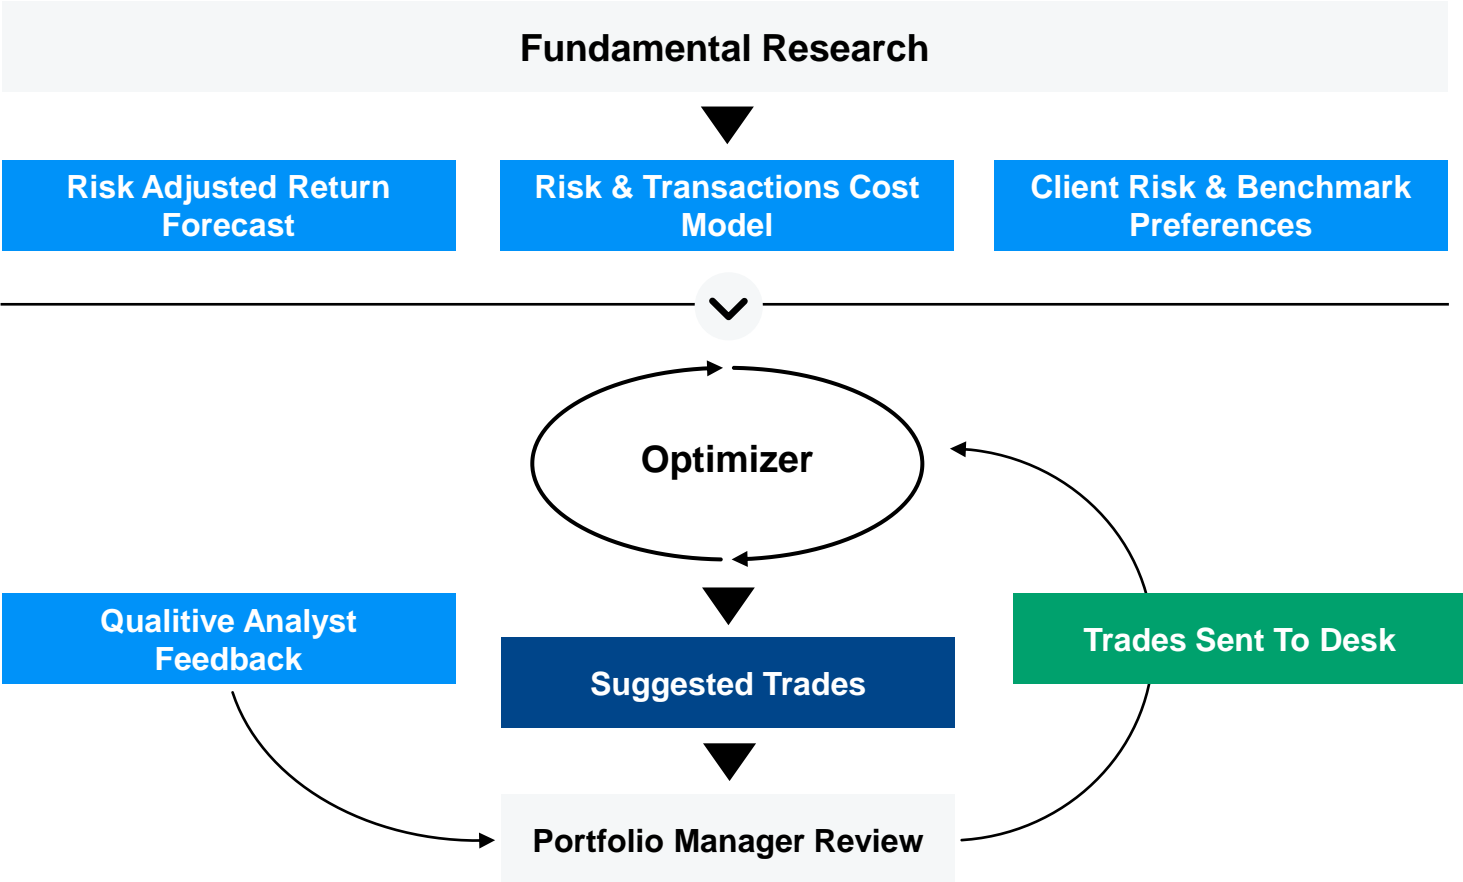 Fundamental Research
Risk Adjusted Return
Forecast
Risk & Transactions Cost
Model
Client Risk & Benchmark
Preferences
Optimizer
Qualitive Analyst
Feedback
Suggested Trades
Trades Sent To Desk
Portfolio Manager Review